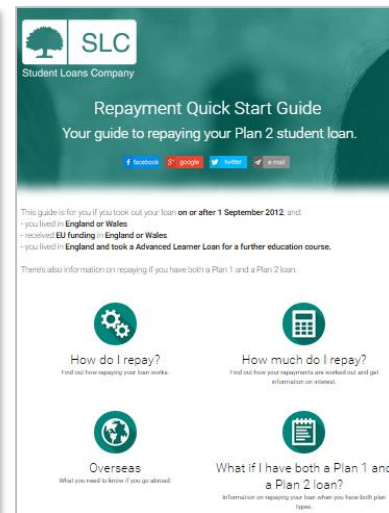 SLC
Student Loans Company
Repayment Quick Start Guide
Your guide to repaying your Plan 2 student loan.
facebook google twitter e-mail
This guide is for you if you took out your loan on or after 1 September 2012, and:
- you lived in England or Wales
- received EU funding in England or Wales
- you lived in England and took a Advanced Learner Loan for a further education course.
There's also information on repaying if you have both a Plan 1 and a Plan 2 loan
How do I repay?
Find out how repaying your loan works.
How much do I repay?
Find out how your repayments are worked out and get
information on interest.
Overseas
What you need to know if you go abroad.
What if I have both a Plan 1 and
a Plan 2 loan?
Information on repaying your loan when you have both plan
types.